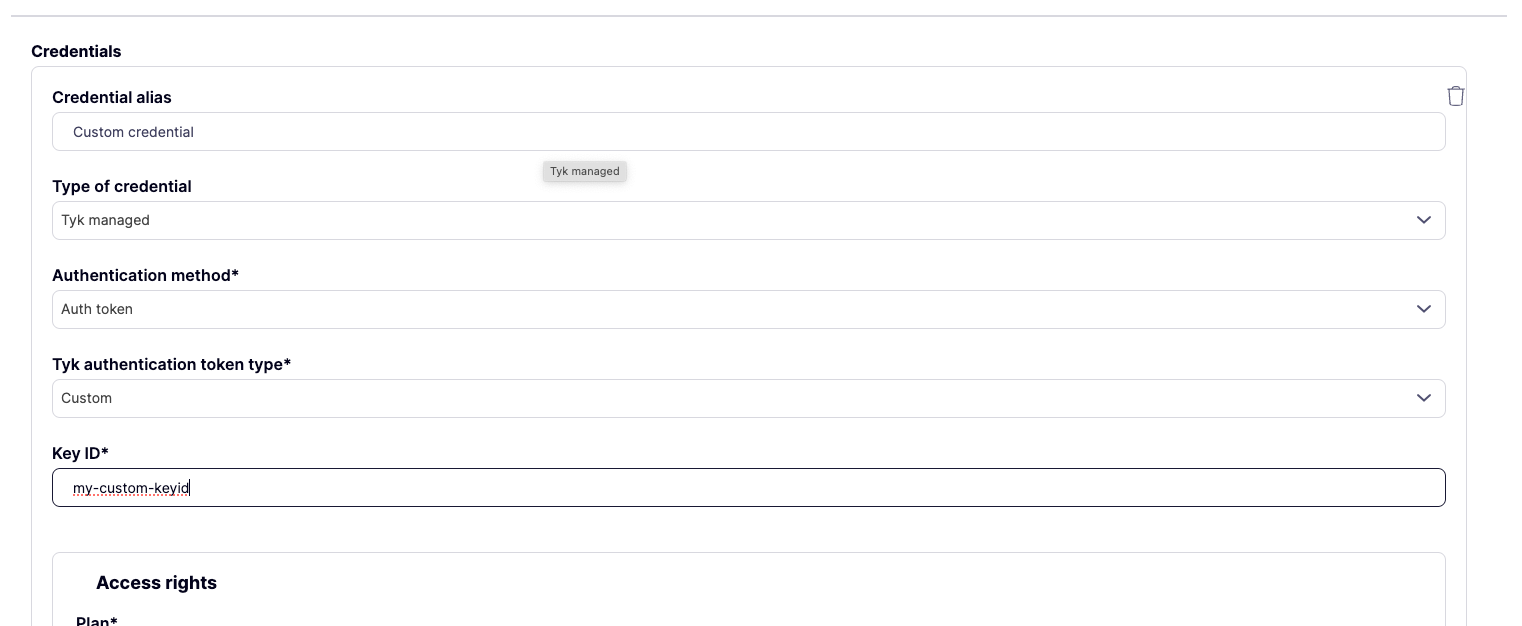 Credentials
Credential alias
Custom credential
Tyk managed
Type of credential
Tyk managed
Authentication method*
Auth token
Tyk authentication token type*
Custom
Key ID*
my-custom-keyid
Access rights
Plan*